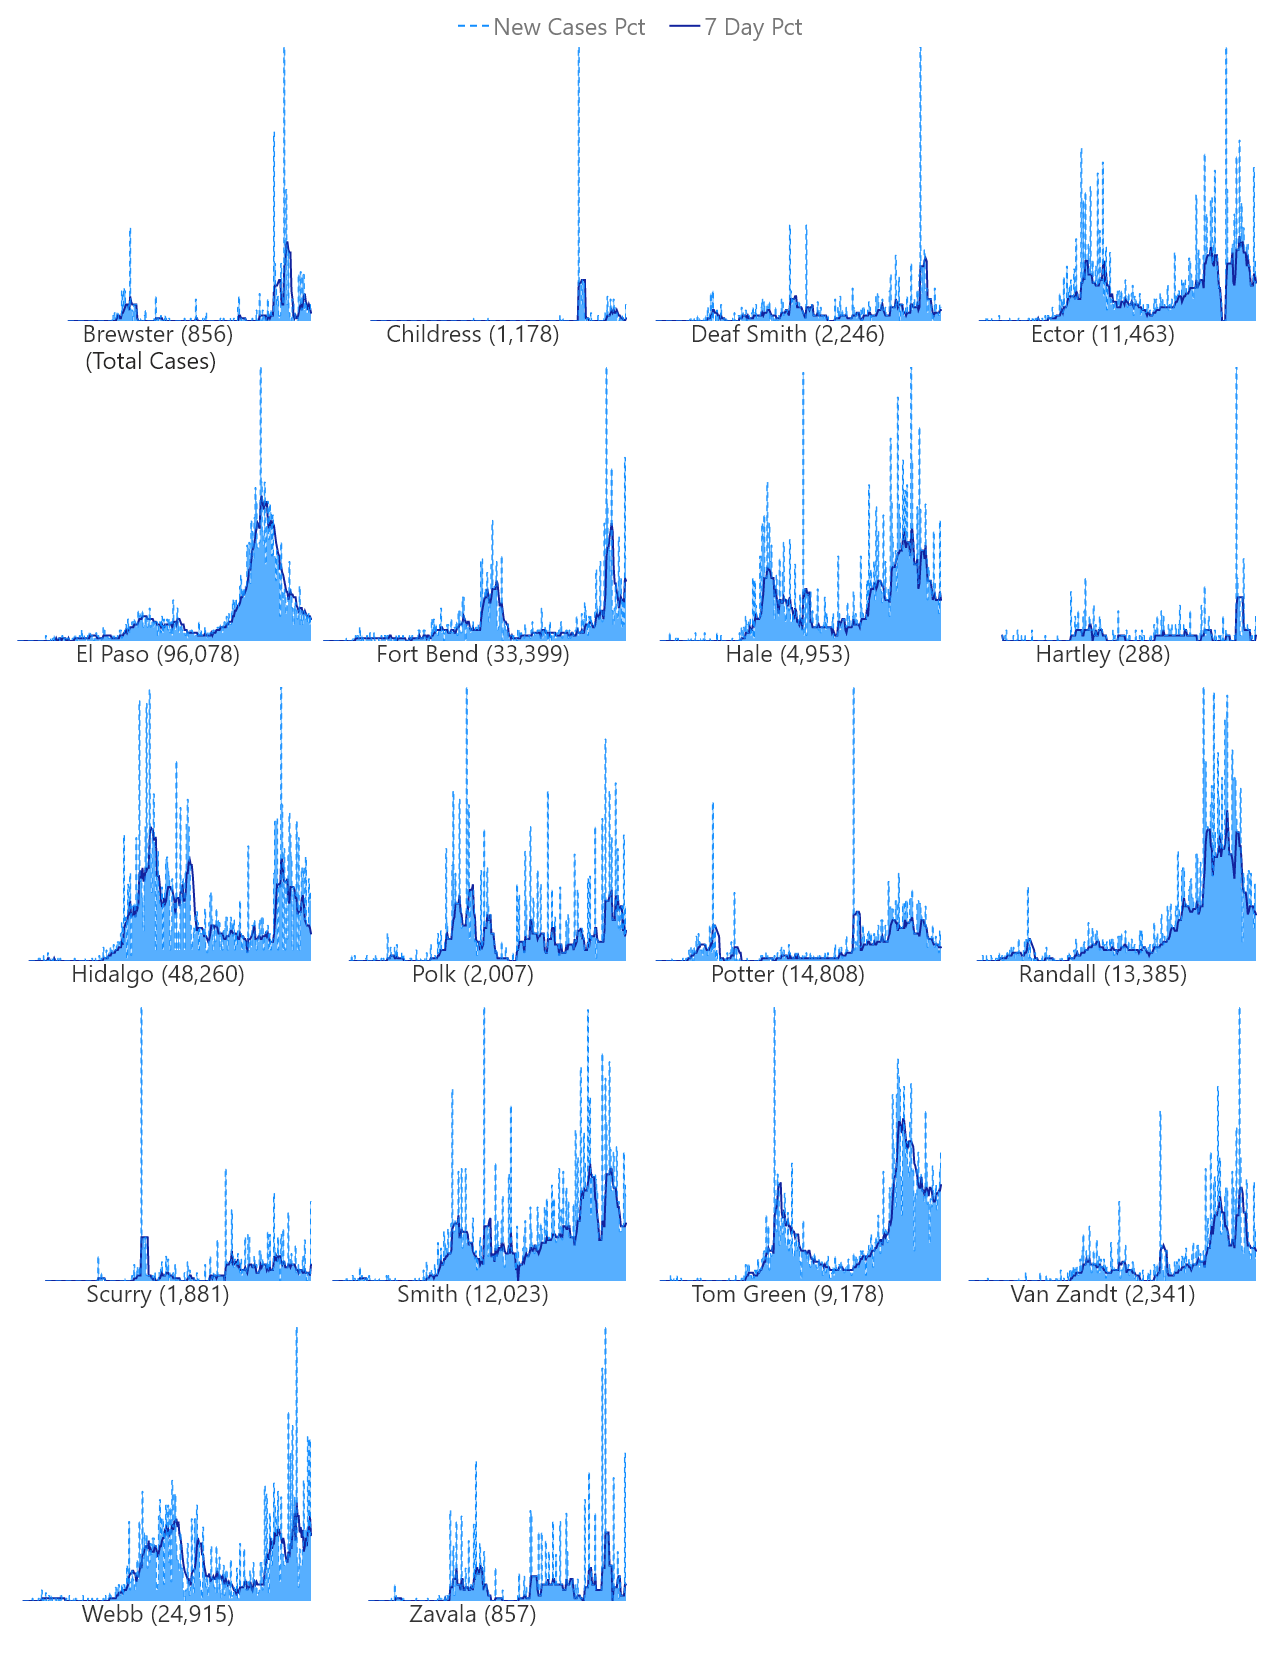 New Cases Pct 7 Day Pct
Brewster (856) Childress (1,178) Deaf Smith (2,246) Ector (11,463)
(Total Cases)
El Paso (96,078) Fort Bend (33,399) Hale (4,953) Hartley (288)
Hidalgo (48,260) Polk (2,007) Potter (14,808) Randall (13,385)
Scurry (1,881) Smith (12,023) Tom Green (9,178) Van Zandt (2,341)
Webb (24,915) Zavala (857)